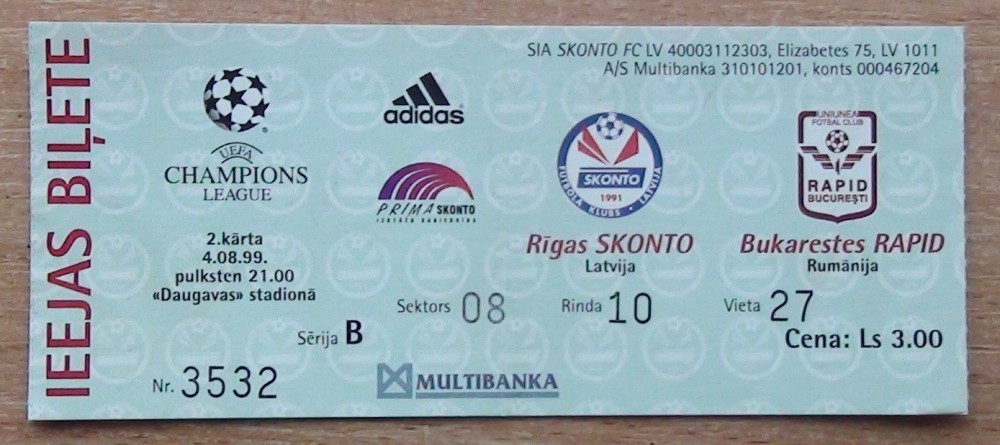 IEEJAS BIĻETE
SIA SKONTO FC LV 40003112303, Elizabetes 75, LV 1011
A/S Multibanka 310101201, konts 000467204
UEFA
CHAMPIONS
LEAGUE
2.kārta
4.08.99.
pulksten 21.00
«Daugavas» stadionā
Sērija B
Nr. 3532
adidas
PRIMA SKONTO
MULTIBANKA
SKONTO
1991
FUTBOLA KLUBS - LATVIJA
Rīgas SKONTO
Latvija
UNIUNEA
FOTBAL CLUB
RAPID
BUCUREȘTI
Bukarestes RAPID
Rumānija
Sektors 08
Rinda 10
Vieta 27
Cena: Ls 3.00